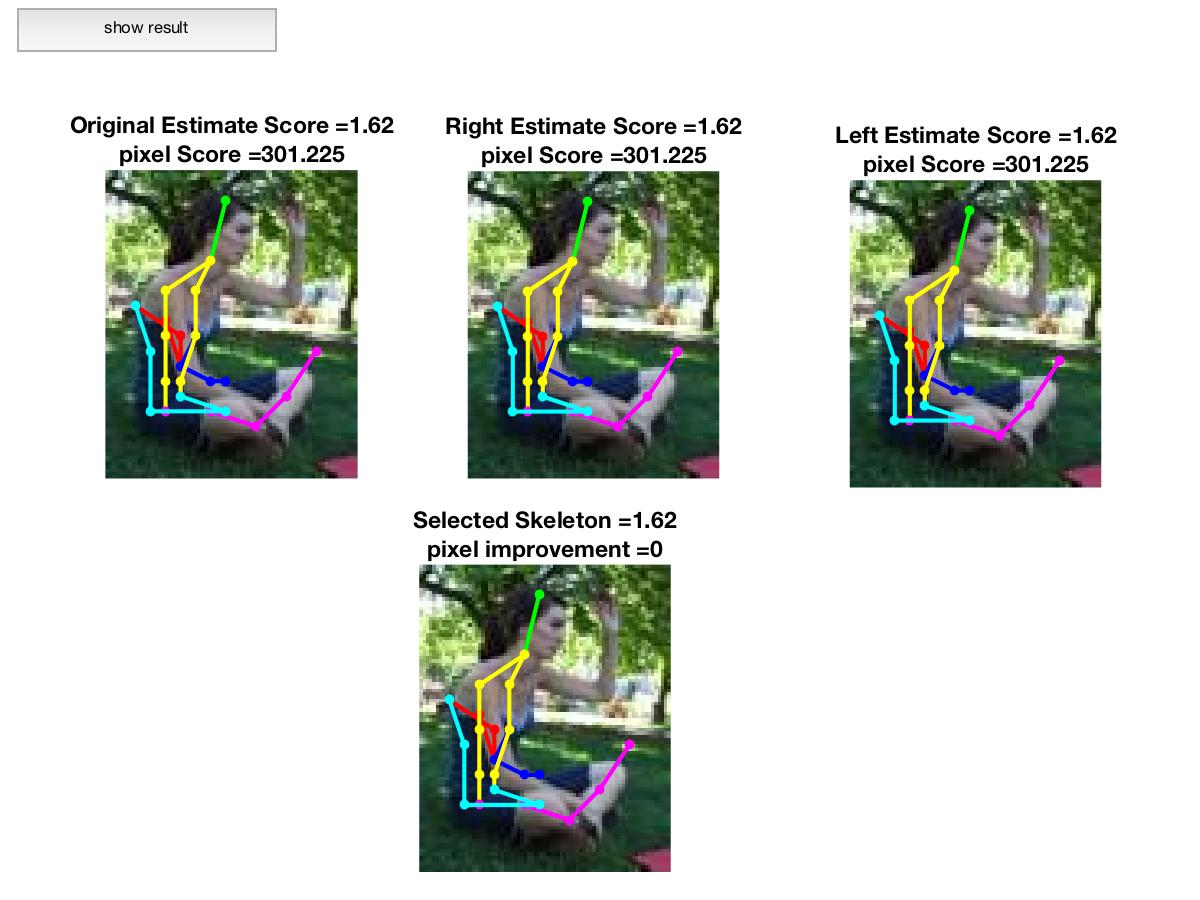 show result
Original Estimate Score =1.62
pixel Score =301.225
Right Estimate Score =1.62
pixel Score =301.225
Left Estimate Score =1.62
pixel Score =301.225
Selected Skeleton =1.62
pixel improvement =0